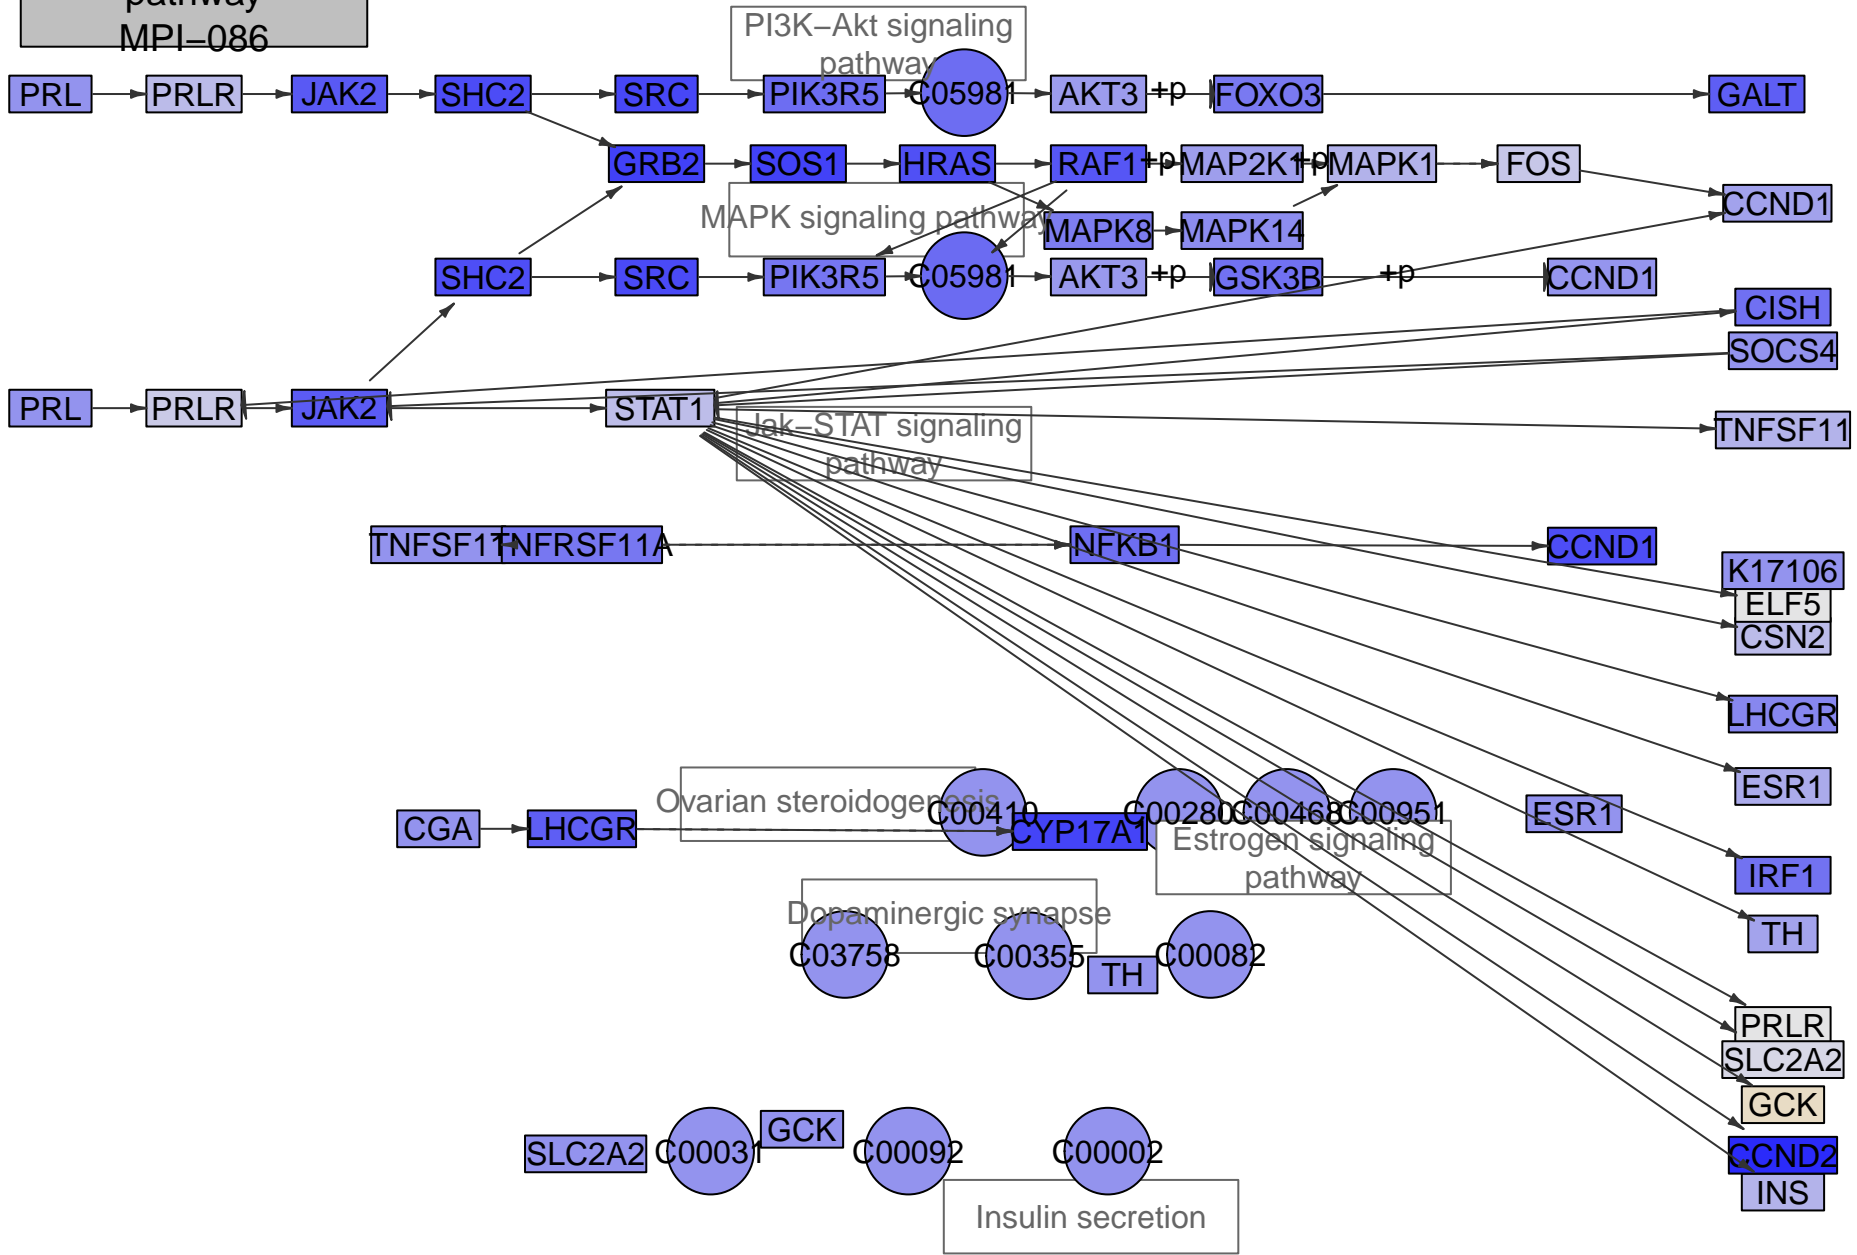 pathway
MPI−086
PI3K−Akt signaling
pathway
PRL
PRLR
JAK2
SHC2
SRC
PIK3R5
C05981
AKT3
+p
FOXO3
GALT
GRB2
SOS1
HRAS
RAF1
+p
MAP2K1
+p
MAPK1
FOS
CCND1
MAPK signaling pathway
MAPK8
MAPK14
SHC2
SRC
PIK3R5
C05981
AKT3
+p
GSK3B
+p
CCND1
CISH
SOCS4
PRL
PRLR
JAK2
STAT1
Jak−STAT signaling
pathway
TNFSF11
TNFSF11
TNFRSF11A
NFKB1
CCND1
K17106
ELF5
CSN2
LHCGR
ESR1
Ovarian steroidogenesis
C00410
C00280
C00468
C00951
ESR1
CGA
LHCGR
CYP17A1
Estrogen signaling
pathway
IRF1
Dopaminergic synapse
TH
C03758
C00355
TH
C00082
PRLR
SLC2A2
GCK
SLC2A2
C00031
GCK
C00092
C00002
CCND2
INS
Insulin secretion